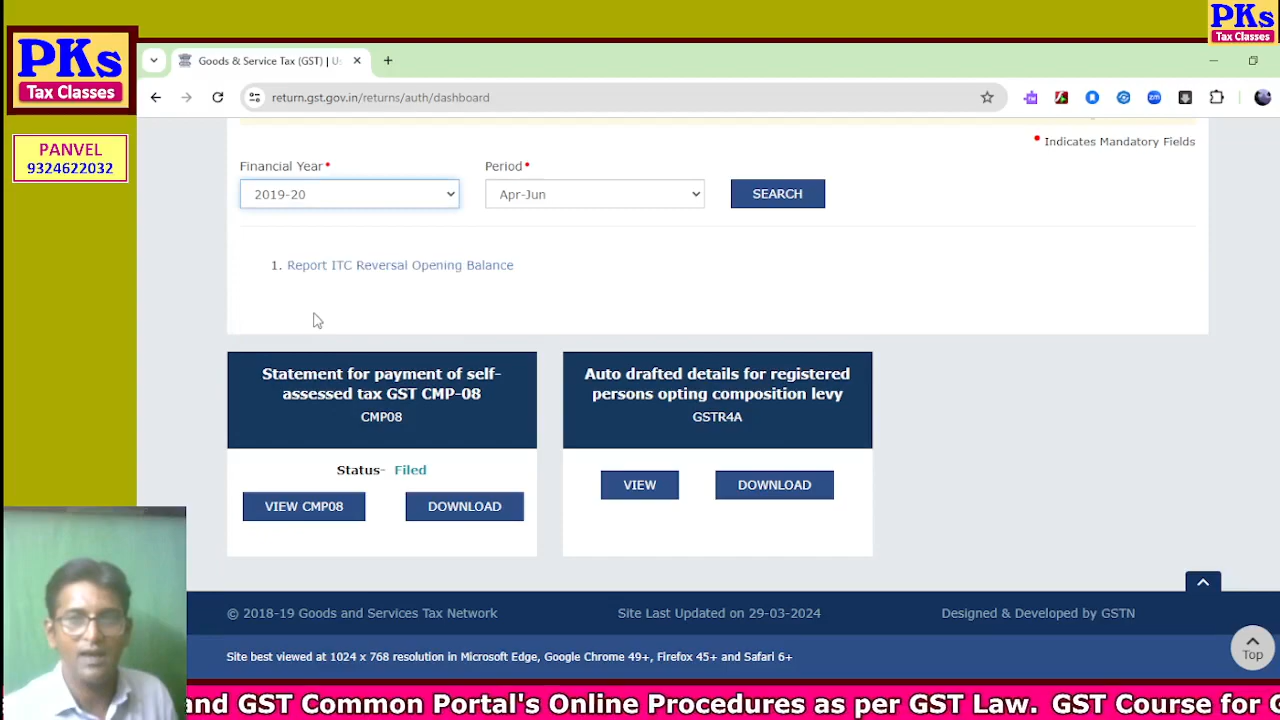 PKs
Tax Classes
PANVEL
9324622032
PKs
Tax Classes
Goods & Service Tax (GST) | Us
return.gst.gov.in/returns/auth/dashboard
• Indicates Mandatory Fields
Financial Year•
Period•
2019-20
Apr-Jun
SEARCH
1. Report ITC Reversal Opening Balance
Statement for payment of self-
assessed tax GST CMP-08
CMP08
Status- Filed
VIEW CMP08
DOWNLOAD
Auto drafted details for registered
persons opting composition levy
GSTR4A
VIEW
DOWNLOAD
© 2018-19 Goods and Services Tax Network
Site Last Updated on 29-03-2024
Designed & Developed by GSTN
Site best viewed at 1024 x 768 resolution in Microsoft Edge, Google Chrome 49+, Firefox 45+ and Safari 6+
Top
and GST Common Portal's Online Procedures as per GST Law. GST Course for